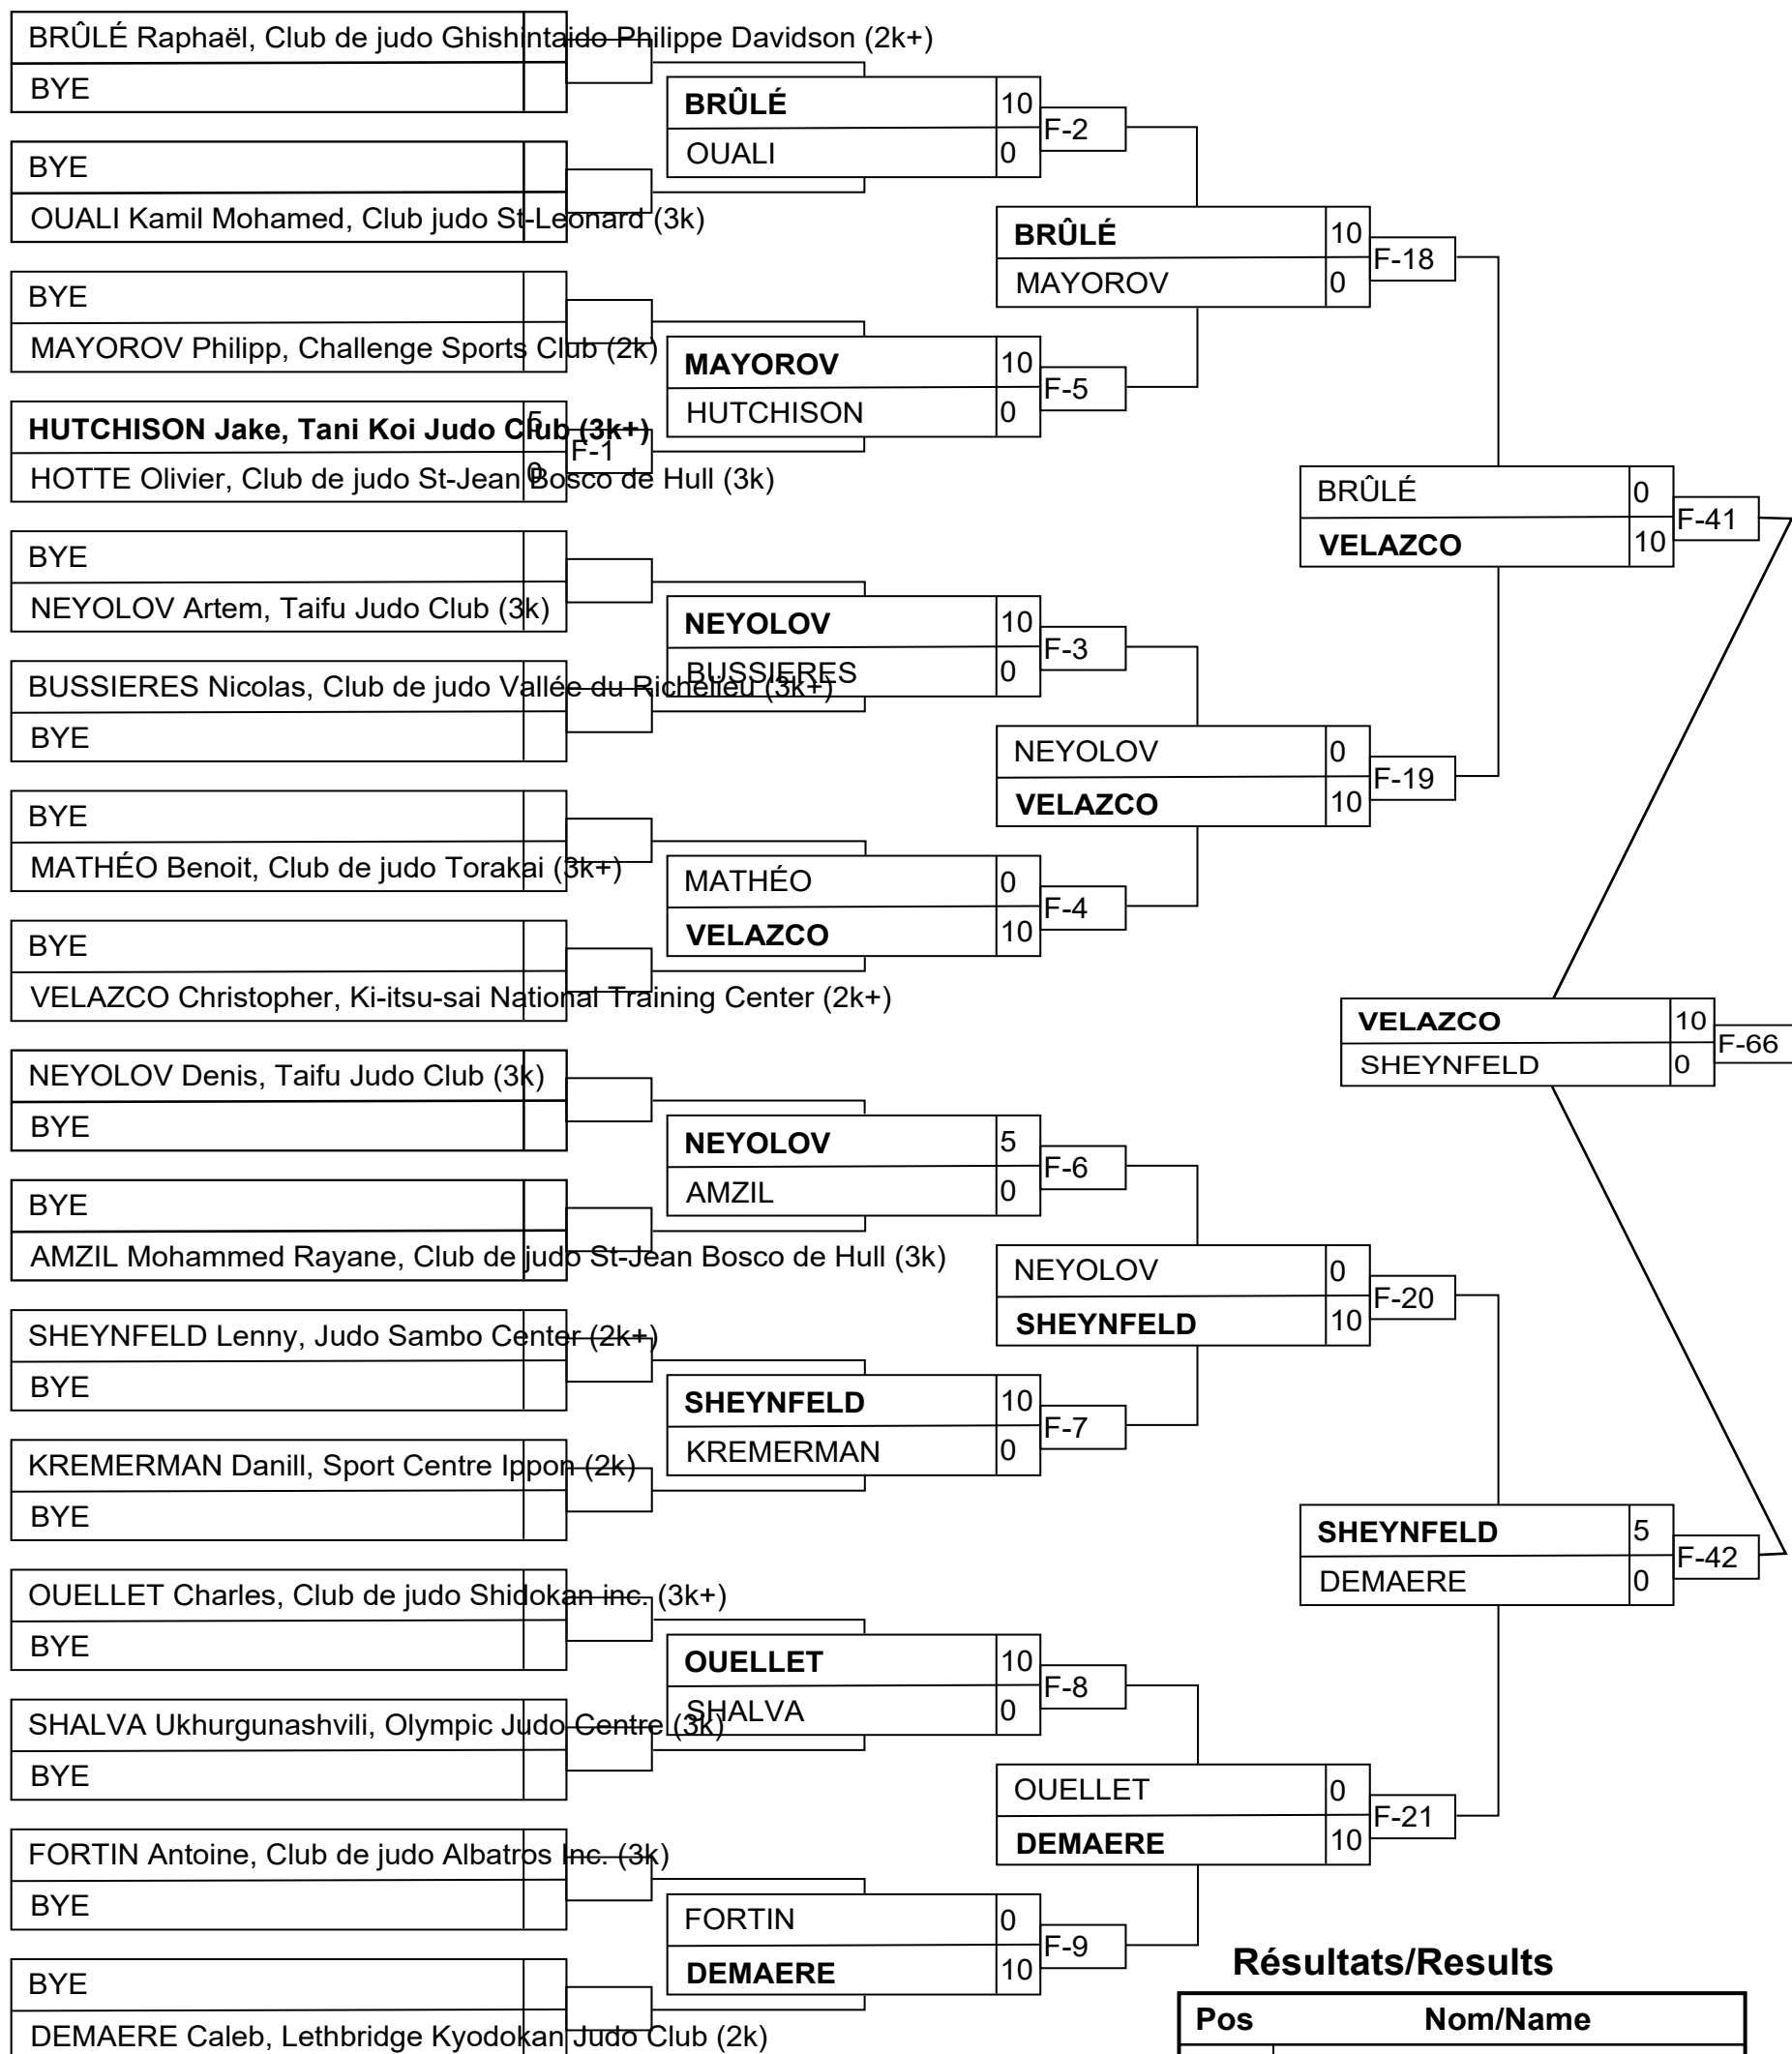 BRÛLÉ Raphaël, Club de judo Ghishintaido Philippe Davidson (2k+)
BYE
BYE
OUALI Kamil Mohamed, Club judo St-Leonard (3k)
BYE
MAYOROV Philipp, Challenge Sports Club (2k)
HUTCHISON Jake, Tani Koi Judo Club (3k+) 5
HOTTE Olivier, Club de judo St-Jean Bosco de Hull (3k) 0
F-1
BYE
NEYOLOV Artem, Taifu Judo Club (3k)
BUSSIERES Nicolas, Club de judo Vallée du Richelieu (3k+)
BYE
BYE
MATHÉO Benoit, Club de judo Torakai (3k+)
BYE
VELAZCO Christopher, Ki-itsu-sai National Training Center (2k+)
NEYOLOV Denis, Taifu Judo Club (3k)
BYE
BYE
AMZIL Mohammed Rayane, Club de judo St-Jean Bosco de Hull (3k)
SHEYNFELD Lenny, Judo Sambo Center (2k+)
BYE
KREMERMAN Danill, Sport Centre Ippon (2k)
BYE
OUELLET Charles, Club de judo Shidokan inc. (3k+)
BYE
SHALVA Ukhurgunashvili, Olympic Judo Centre (3k)
BYE
FORTIN Antoine, Club de judo Albatros Inc. (3k)
BYE
BYE
DEMAERE Caleb, Lethbridge Kyodokan Judo Club (2k)
BRÛLÉ 10
OUALI 0
F-2
MAYOROV 10
HUTCHISON 0
F-5
NEYOLOV 10
BUSSIERES 0
F-3
MATHÉO 0
VELAZCO 10
F-4
NEYOLOV 5
AMZIL 0
F-6
SHEYNFELD 10
KREMERMAN 0
F-7
OUELLET 10
SHALVA 0
F-8
FORTIN 0
DEMAERE 10
F-9
BRÛLÉ 10
MAYOROV 0
F-18
NEYOLOV 0
VELAZCO 10
F-19
NEYOLOV 0
SHEYNFELD 10
F-20
OUELLET 0
DEMAERE 10
F-21
BRÛLÉ 0
VELAZCO 10
F-41
SHEYNFELD 5
DEMAERE 0
F-42
VELAZCO 10
SHEYNFELD 0
F-66
Résultats/Results
Pos Nom/Name